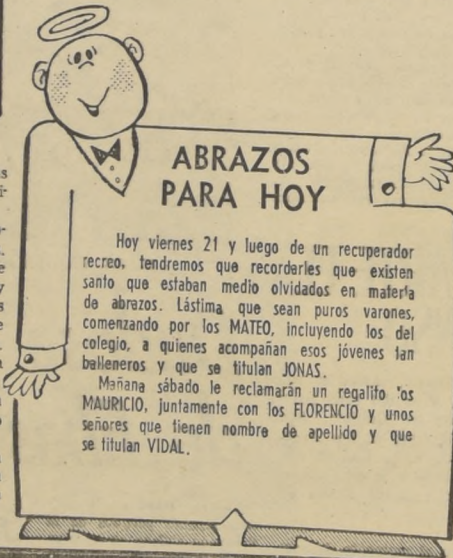 ABRAZOS
PARA HOY
Hoy viernes 21 y luego de un recuperador
recreo, tendremos que recordarles que existen
santo que estaban medio olvidados en materia
de abrazos. Lástima que sean puros varones,
comenzando por los MATEO, incluyendo los del
colegio, a quienes acompañan esos jóvenes tan
balleneros y que se titulan JONAS.
Mañana sábado le reclamarán un regalito los
MAURICIO, juntamente con los FLORENCIO y unos
señores que tienen nombre de apellido y que
se titulan VIDAL.